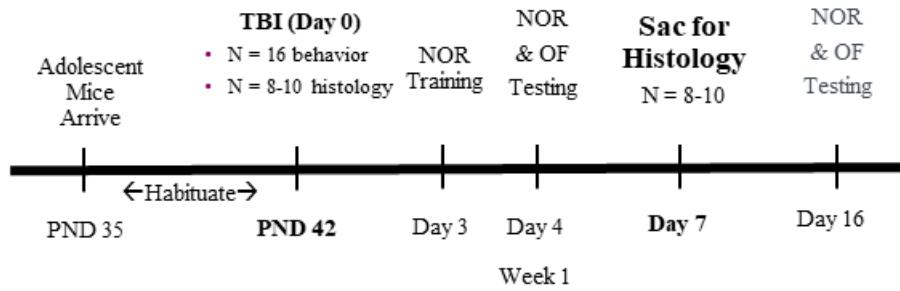 Adolescent
Mice
Arrive
TBI (Day 0)
• N = 16 behavior
• N = 8-10 histology
NOR
Training
NOR
& OF
Testing
Sac for
Histology
N = 8-10
NOR
& OF
Testing
←Habituate→
PND 35
PND 42
Day 3
Day 4
Day 7
Day 16
Week 1